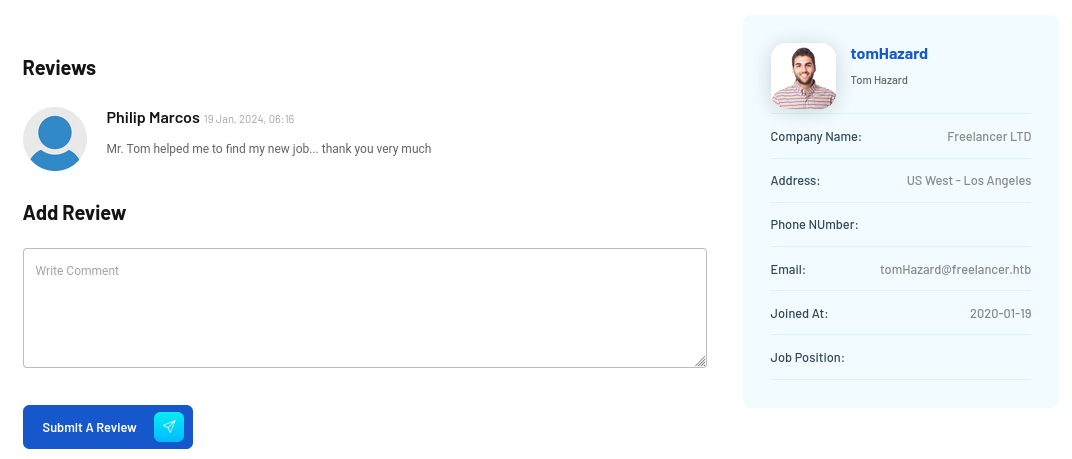 Reviews
Philip Marcos 19 Jan, 2024, 06:16
Mr. Tom helped me to find my new job... thank you very much
Add Review
Write Comment
Submit A Review
tomHazard
Tom Hazard
Company Name: Freelancer LTD
Address: US West - Los Angeles
Phone NUmber:
Email: tomHazard@freelancer.htb
Joined At: 2020-01-19
Job Position: